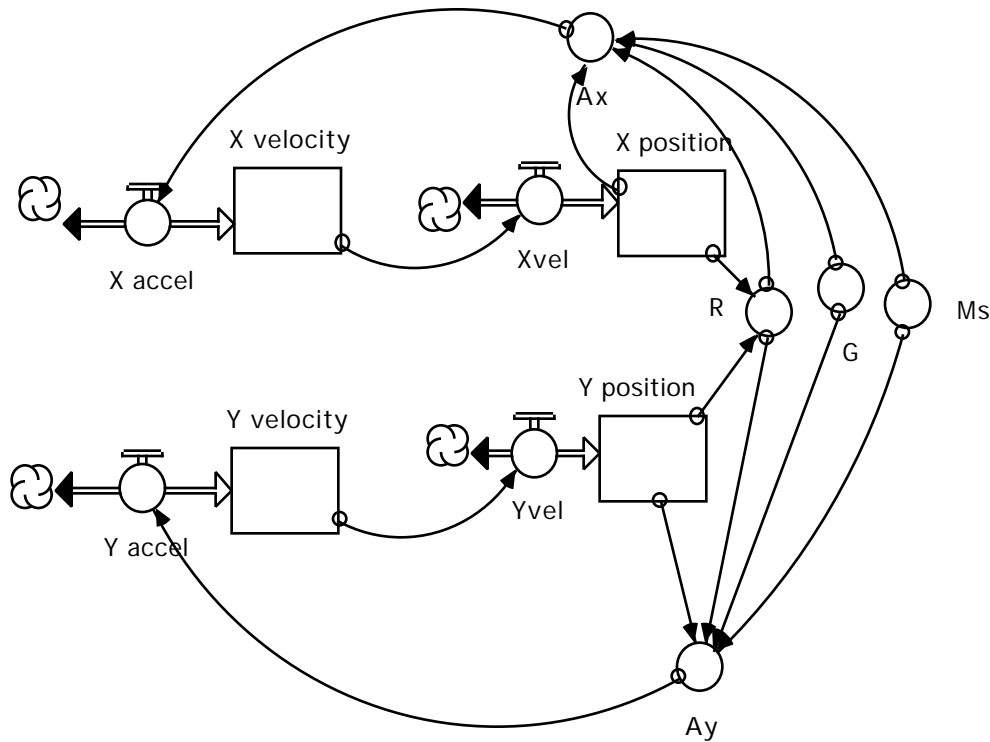 Ax
X velocity
X position
X accel
Xvel
R
Ms
G
Y position
Y velocity
Yvel
Y accel
Ay